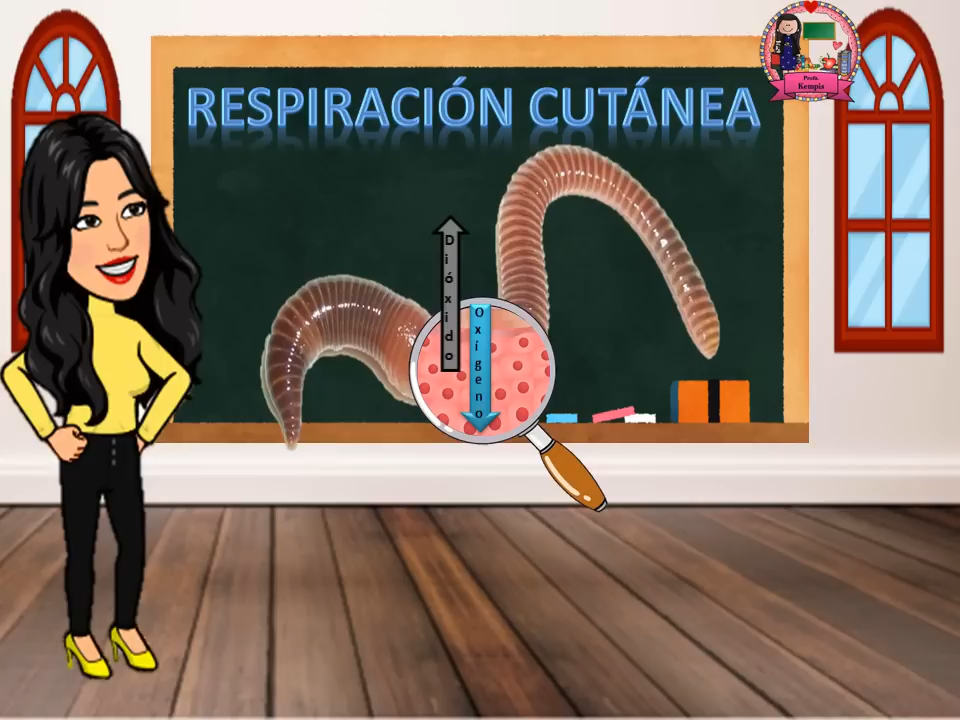 RESPIRACIÓN CUTÁNEA
Profa.
Kempis
Dióxido
Oxígeno